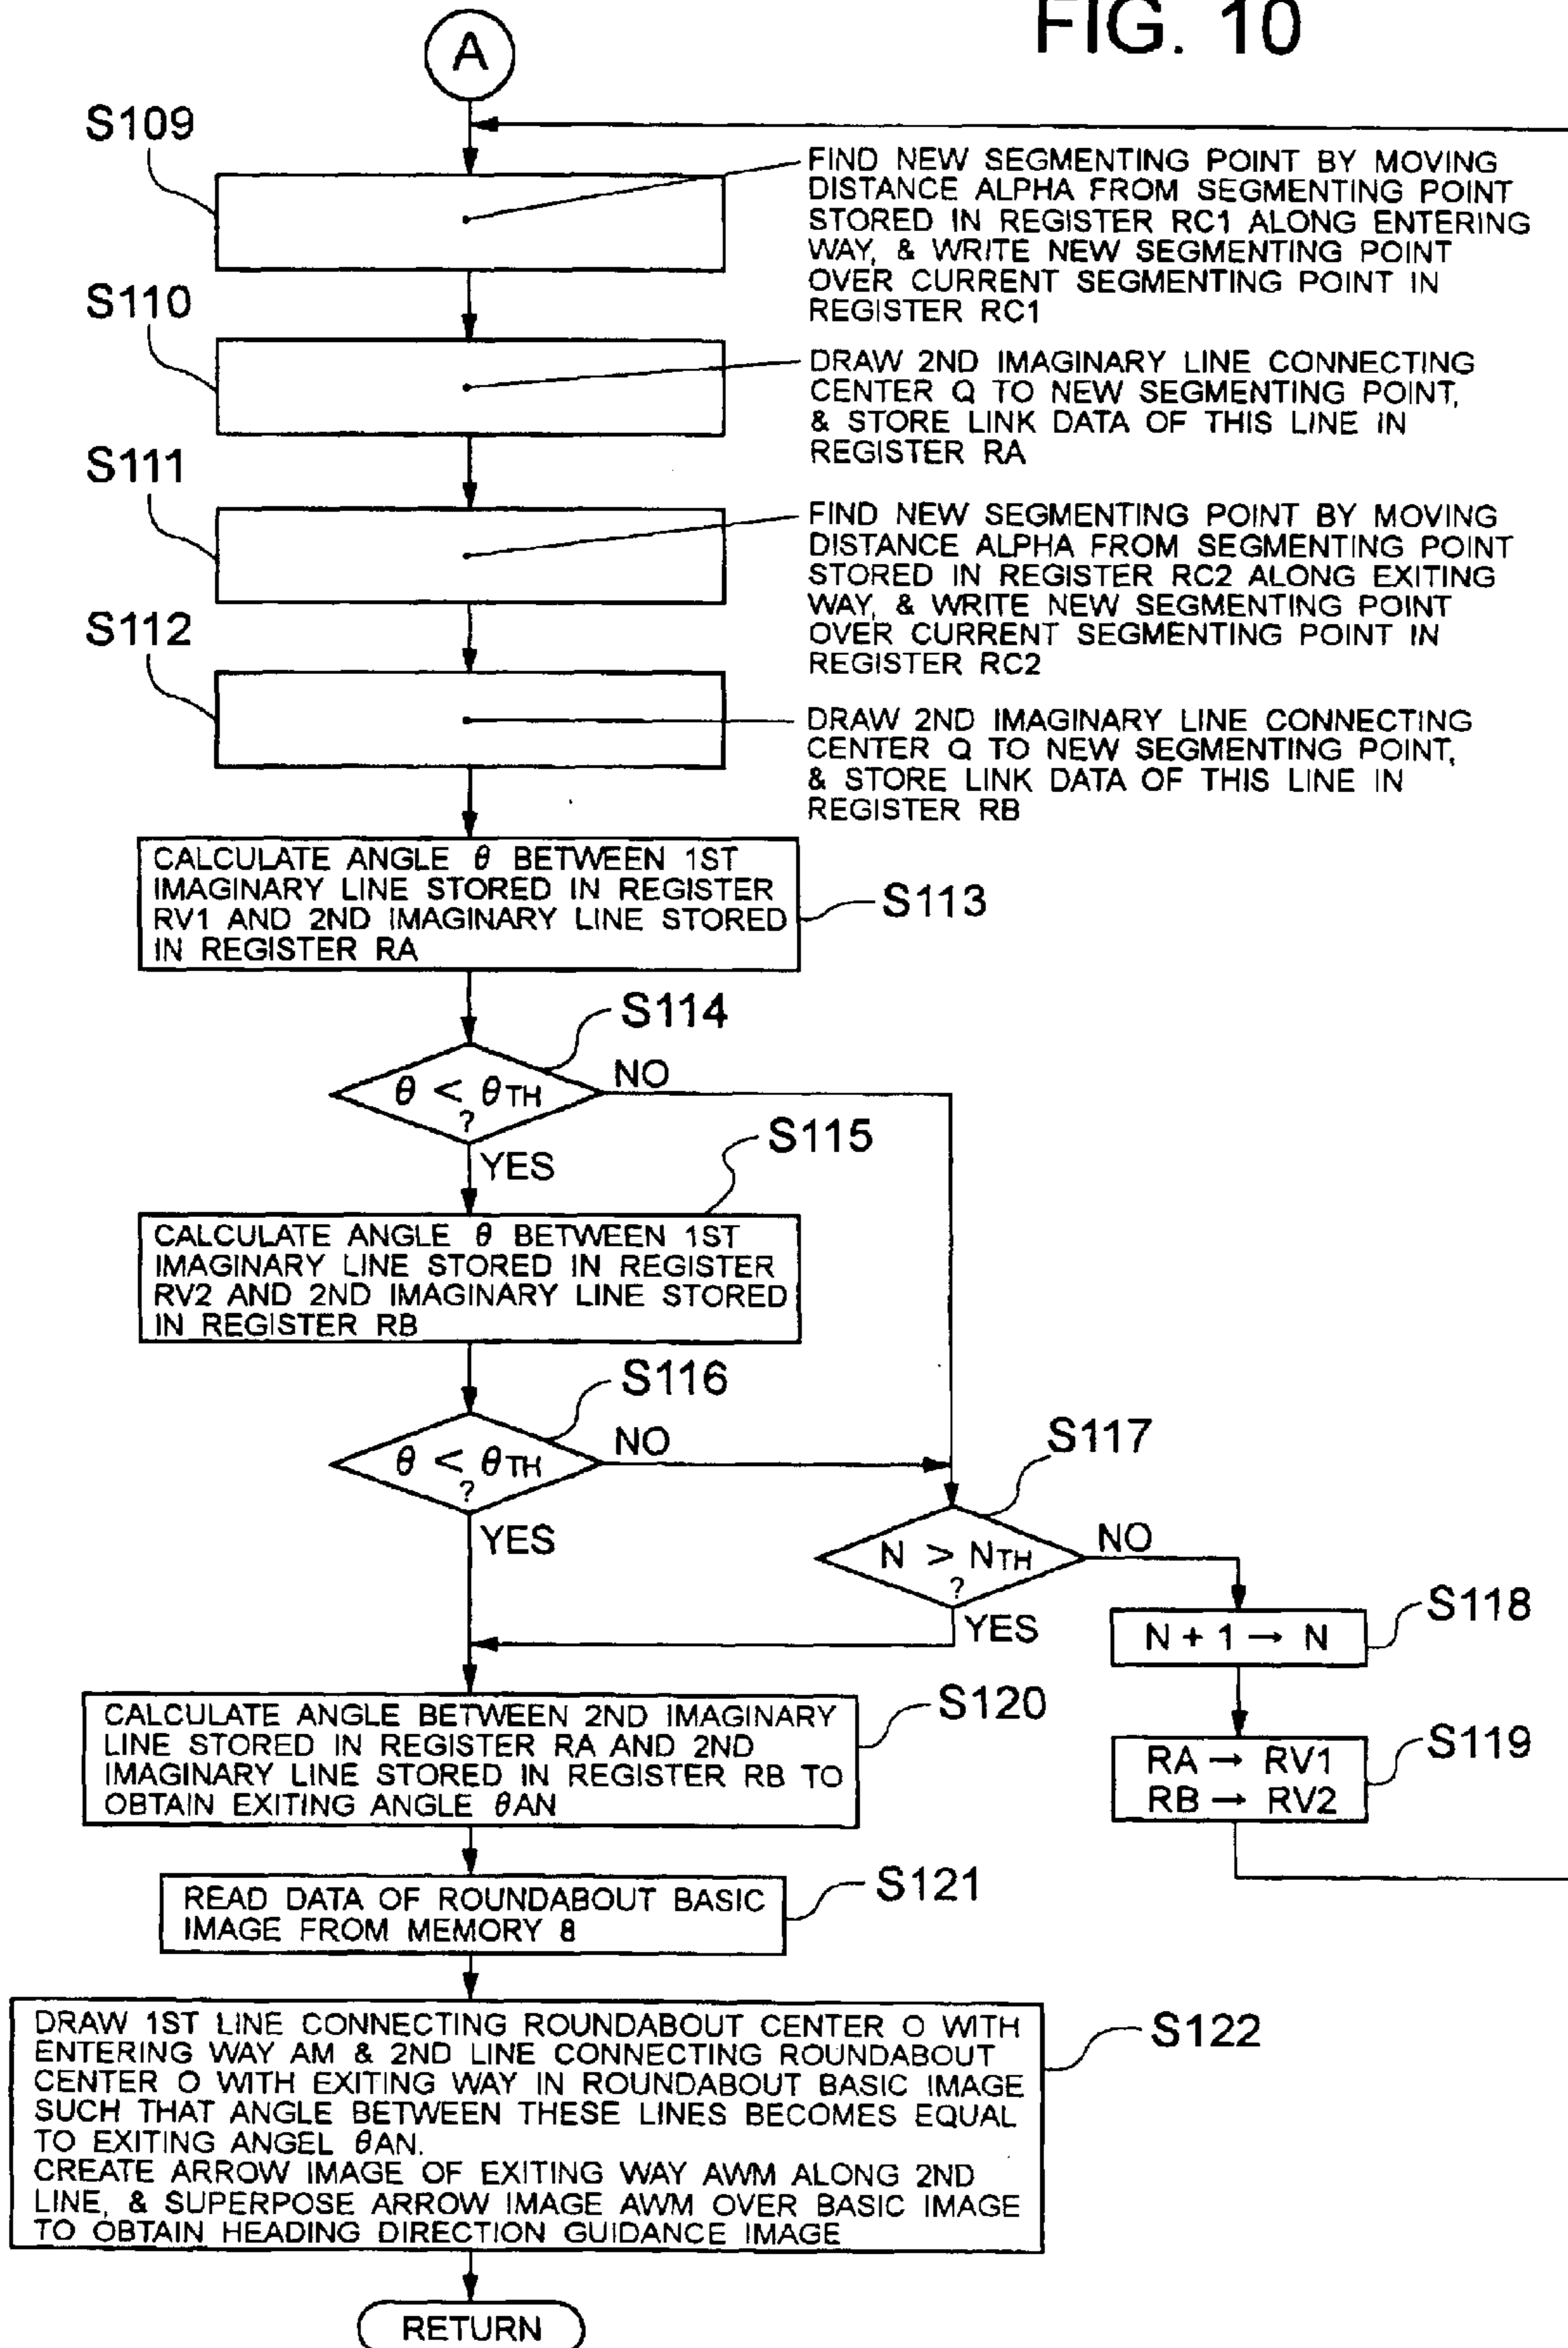 FIG. 10
A
S109
FIND NEW SEGMENTING POINT BY MOVING
DISTANCE ALPHA FROM SEGMENTING POINT
STORED IN REGISTER RC1 ALONG ENTERING
WAY, & WRITE NEW SEGMENTING POINT
OVER CURRENT SEGMENTING POINT IN
REGISTER RC1
S110
DRAW 2ND IMAGINARY LINE CONNECTING
CENTER Q TO NEW SEGMENTING POINT,
& STORE LINK DATA OF THIS LINE IN
REGISTER RA
S111
FIND NEW SEGMENTING POINT BY MOVING
DISTANCE ALPHA FROM SEGMENTING POINT
STORED IN REGISTER RC2 ALONG EXITING
WAY, & WRITE NEW SEGMENTING POINT
OVER CURRENT SEGMENTING POINT IN
REGISTER RC2
S112
DRAW 2ND IMAGINARY LINE CONNECTING
CENTER Q TO NEW SEGMENTING POINT,
& STORE LINK DATA OF THIS LINE IN
REGISTER RB
CALCULATE ANGLE θ BETWEEN 1ST
IMAGINARY LINE STORED IN REGISTER
RV1 AND 2ND IMAGINARY LINE STORED
IN REGISTER RA
S113
S114
θ < θTH
?
NO
YES
S115
CALCULATE ANGLE θ BETWEEN 1ST
IMAGINARY LINE STORED IN REGISTER
RV2 AND 2ND IMAGINARY LINE STORED
IN REGISTER RB
S116
θ < θTH
?
NO
YES
S117
N > NTH
?
NO
YES
S118
N + 1 → N
S119
RA → RV1
RB → RV2
S120
CALCULATE ANGLE BETWEEN 2ND IMAGINARY
LINE STORED IN REGISTER RA AND 2ND
IMAGINARY LINE STORED IN REGISTER RB TO
OBTAIN EXITING ANGLE θAN
S121
READ DATA OF ROUNDABOUT BASIC
IMAGE FROM MEMORY 8
S122
DRAW 1ST LINE CONNECTING ROUNDABOUT CENTER O WITH
ENTERING WAY AM & 2ND LINE CONNECTING ROUNDABOUT
CENTER O WITH EXITING WAY IN ROUNDABOUT BASIC IMAGE
SUCH THAT ANGLE BETWEEN THESE LINES BECOMES EQUAL
TO EXITING ANGEL θAN.
CREATE ARROW IMAGE OF EXITING WAY AWM ALONG 2ND
LINE, & SUPERPOSE ARROW IMAGE AWM OVER BASIC IMAGE
TO OBTAIN HEADING DIRECTION GUIDANCE IMAGE
RETURN